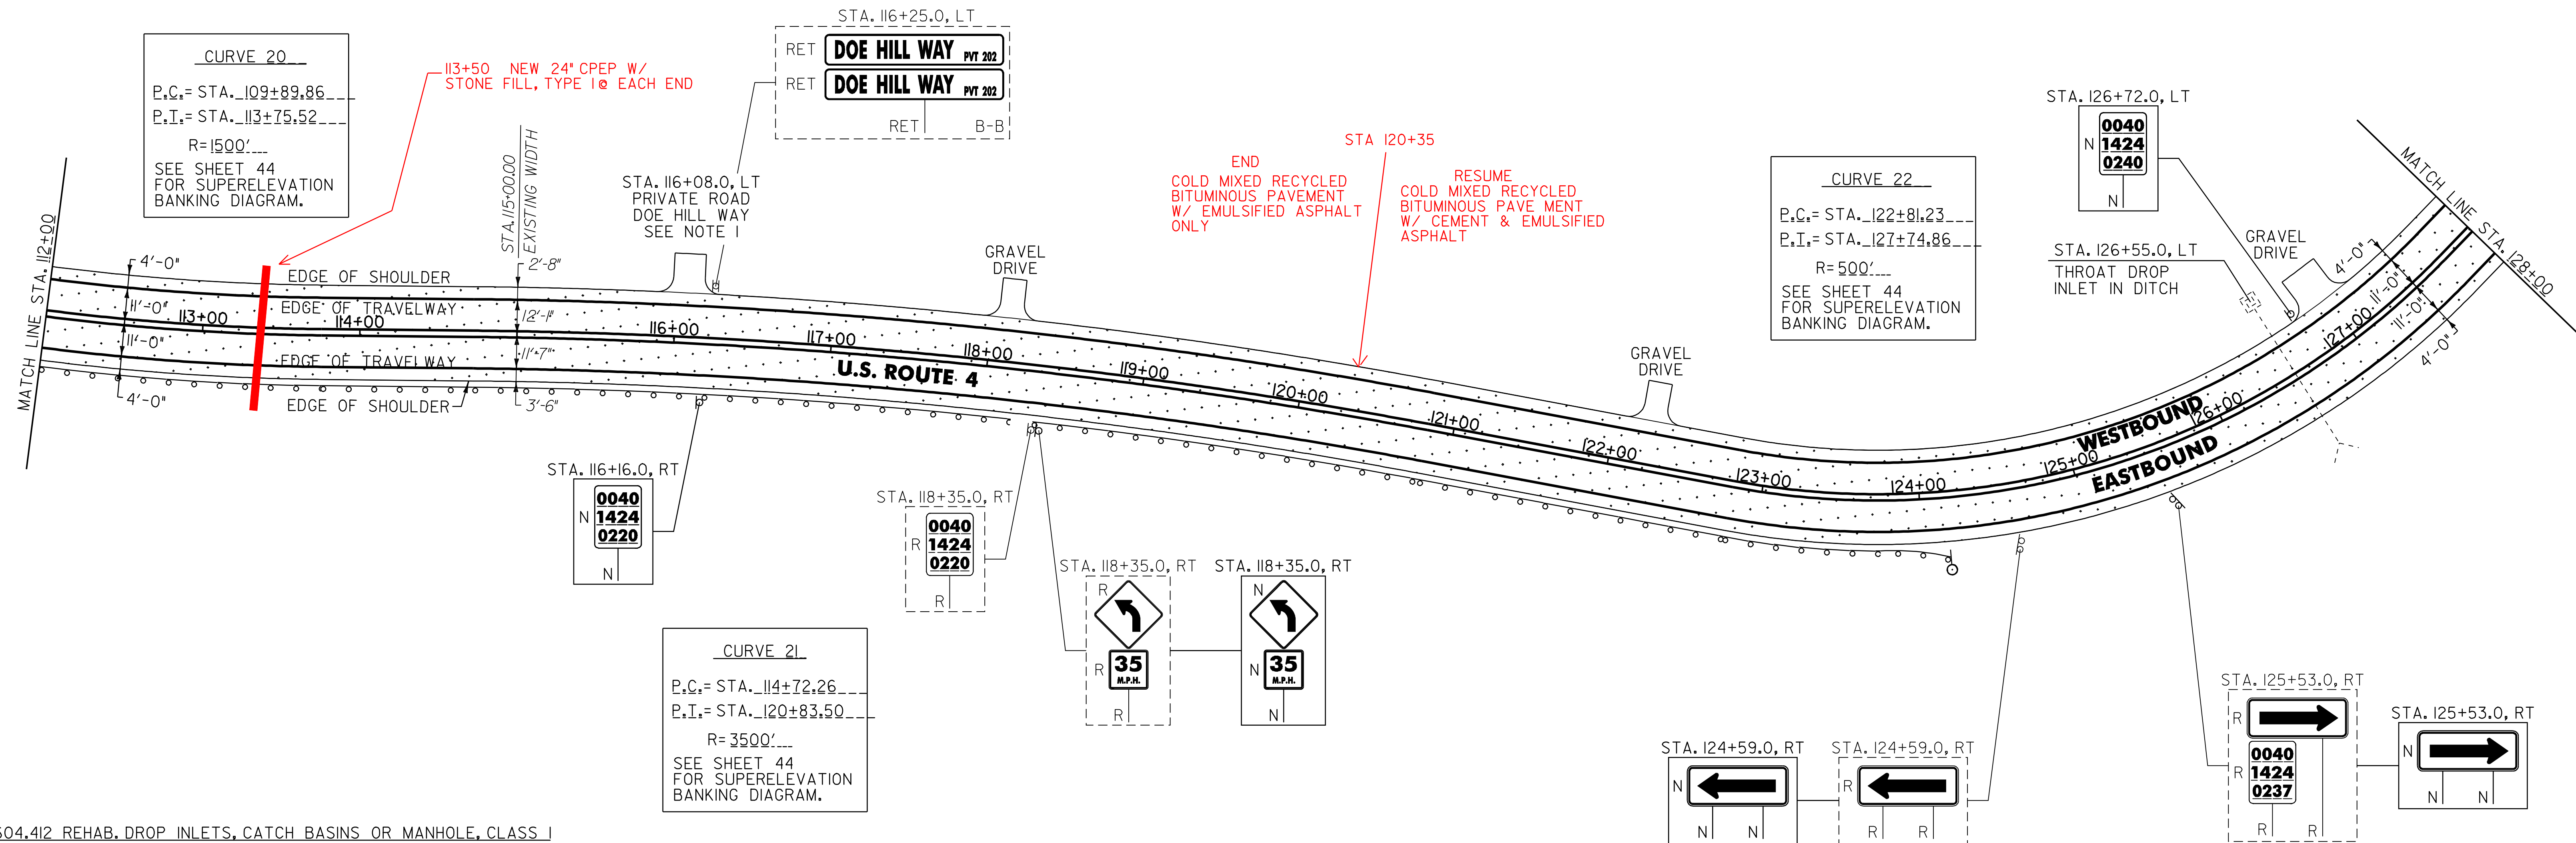 STA. 116+25.0, LT
RET DOE HILL WAY PVT 202
RET DOE HILL WAY PVT 202
RET B-B
CURVE 20
P.C.= STA. 109+89.86
P.T.= STA. 113+75.52
R= 1500'
SEE SHEET 44
FOR SUPERELEVATION
BANKING DIAGRAM.
113+50 NEW 24" CPEP W/
STONE FILL, TYPE I @ EACH END
STA. 115+00.00
EXISTING WIDTH
STA. 116+08.0, LT
PRIVATE ROAD
DOE HILL WAY
SEE NOTE 1
GRAVEL
DRIVE
STA 120+35
END
COLD MIXED RECYCLED
BITUMINOUS PAVEMENT
W/ EMULSIFIED ASPHALT
ONLY
RESUME
COLD MIXED RECYCLED
BITUMINOUS PAVE MENT
W/ CEMENT & EMULSIFIED
ASPHALT
CURVE 22
P.C.= STA. 122+81.23
P.T.= STA. 127+74.86
R= 500'
SEE SHEET 44
FOR SUPERELEVATION
BANKING DIAGRAM.
STA. 126+72.0, LT
0040
N 1424
0240
N
STA. 126+55.0, LT
THROAT DROP
INLET IN DITCH
GRAVEL
DRIVE
MATCH LINE STA. 128+00
MATCH LINE STA. 112+00
4'-0"
11'-0"
11'-0"
4'-0"
EDGE OF SHOULDER
EDGE OF TRAVELWAY
EDGE OF TRAVELWAY
EDGE OF SHOULDER
2'-8"
12'-1"
11'-7"
3'-6"
113+00
114+00
116+00
117+00
118+00
119+00
120+00
121+00
122+00
123+00
124+00
125+00
126+00
127+00
U.S. ROUTE 4
GRAVEL
DRIVE
WESTBOUND
EASTBOUND
4'-0"
11'-0"
11'-0"
4'-0"
STA. 116+16.0, RT
0040
N 1424
0220
N
STA. 118+35.0, RT
0040
R 1424
0220
R
STA. 118+35.0, RT
R
R 35
M.P.H.
R
STA. 118+35.0, RT
N
N 35
M.P.H.
N
CURVE 21
P.C.= STA. 114+72.26
P.T.= STA. 120+83.50
R= 3500'
SEE SHEET 44
FOR SUPERELEVATION
BANKING DIAGRAM.
STA. 124+59.0, RT
N
N N
STA. 124+59.0, RT
R
R R
STA. 125+53.0, RT
R
0040
R 1424
0237
R R
STA. 125+53.0, RT
N
N N
604.412 REHAB. DROP INLETS, CATCH BASINS OR MANHOLE, CLASS I